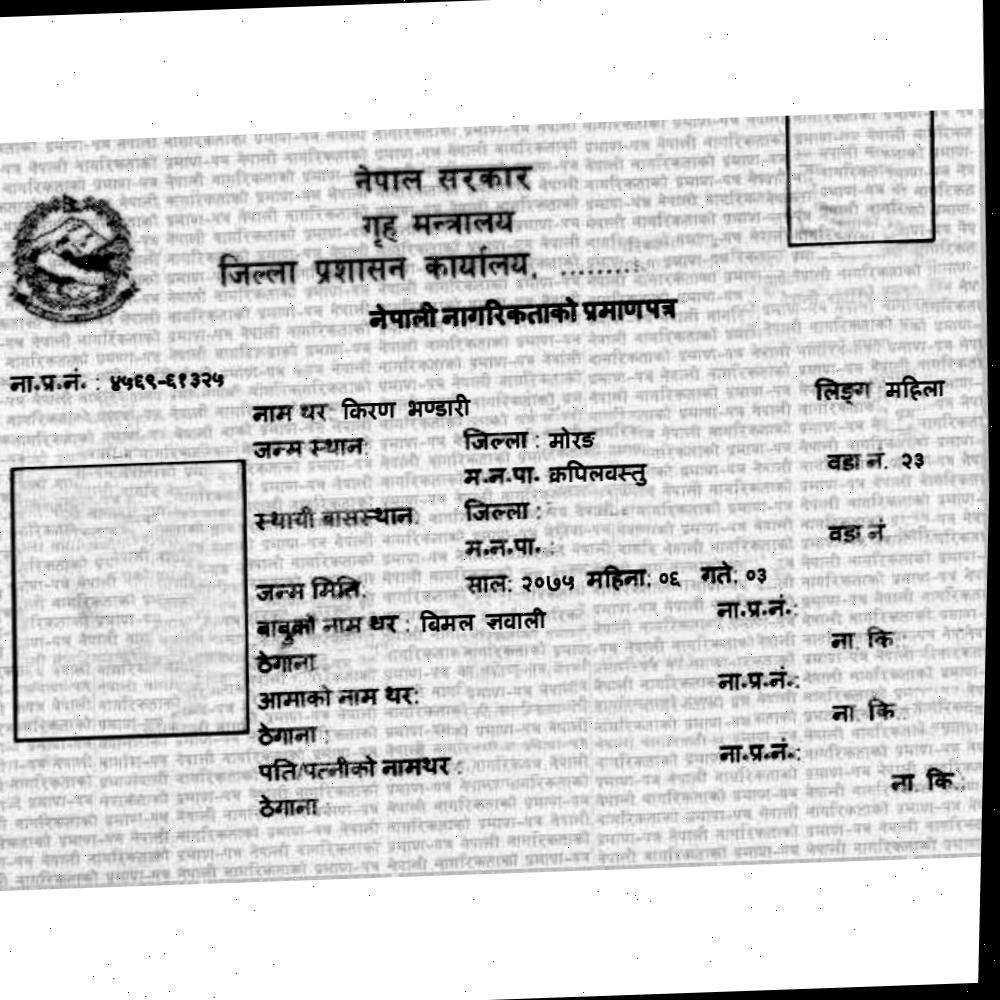 नेपाल सरकार
गृह मन्त्रालय
जिल्ला प्रशासन कार्यालय, .........
नेपाली नागरिकताको प्रमाणपत्र
ना.प्र.नं. : ४५६९-६१३२५
लिङ्ग महिला
नाम थर किरण भण्डारी
जन्म स्थान: जिल्ला : मोरङ
म.न.पा. कपिलवस्तु वडा नं. २३
स्थायी बासस्थान: जिल्ला :
म.न.पा. : वडा नं
जन्म मिति: साल: २०७५ महिना: ०६ गते: ०३
बाबुको नाम थर : बिमल ज्ञवाली ना.प्र.नं.:
ठेगाना ना. कि.:
आमाको नाम थर: ना.प्र.नं.:
ठेगाना : ना. कि.
पति/पत्नीको नामथर : ना.प्र.नं.:
ठेगाना : ना. कि.: